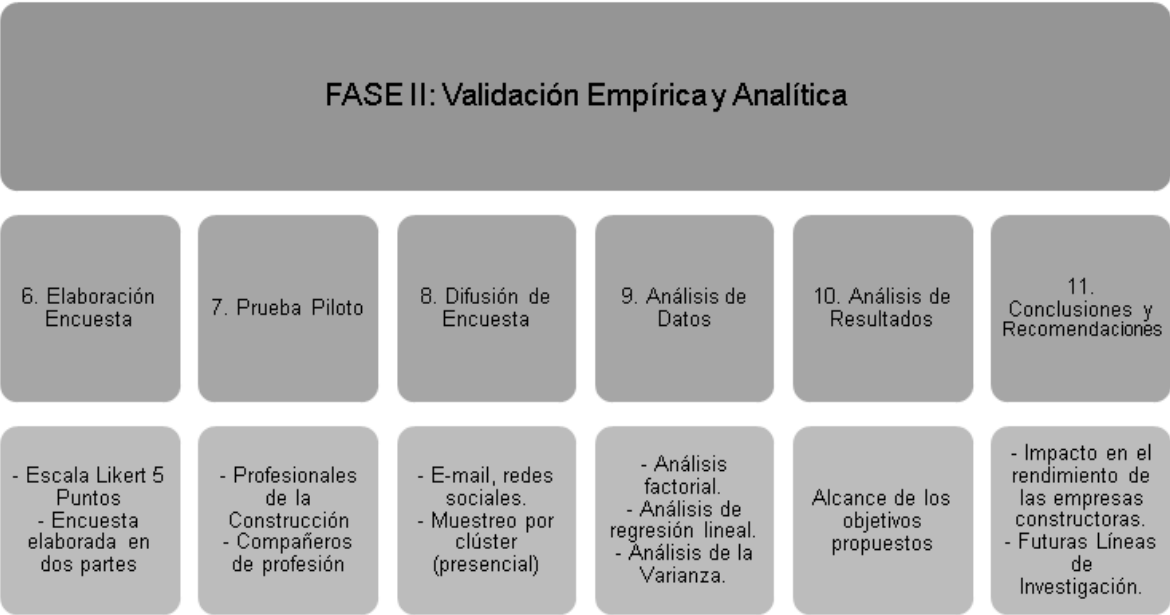 FASE II: Validación Empírica y Analítica
6. Elaboración
Encuesta
7. Prueba Piloto
8. Difusión de
Encuesta
9. Análisis de
Datos
10. Análisis de
Resultados
11.
Conclusiones y
Recomendaciones
- Escala Likert 5
Puntos
- Encuesta
elaborada en
dos partes
- Profesionales
de la
Construcción
- Compañeros
de profesión
- E-mail, redes
sociales.
- Muestreo por
clúster
(presencial)
- Análisis
factorial.
- Análisis de
regresión lineal.
- Análisis de la
Varianza.
Alcance de los
objetivos
propuestos
- Impacto en el
rendimiento de
las empresas
constructoras.
- Futuras Líneas
de
Investigación.